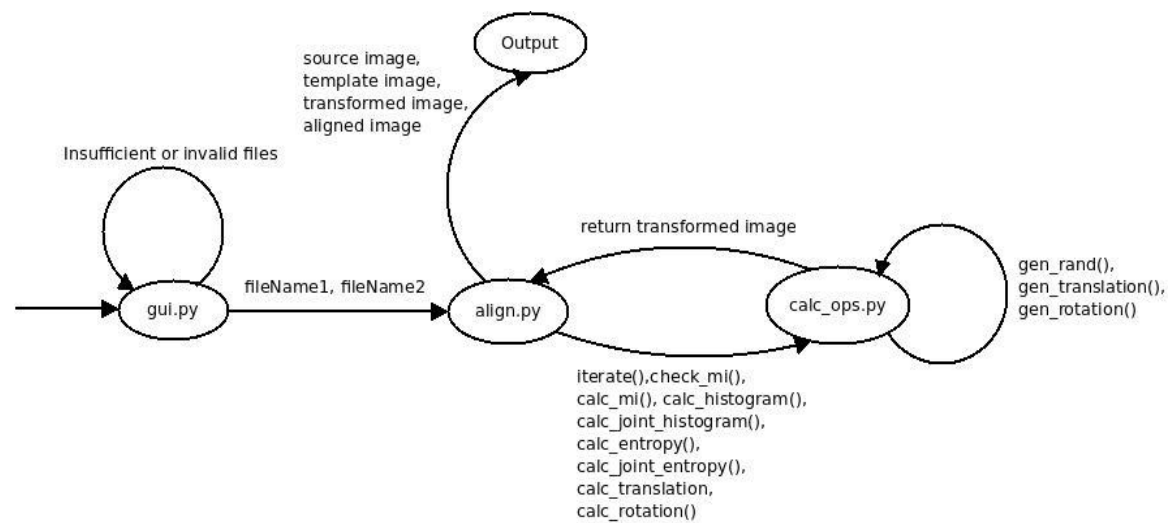 Output
source image,
template image,
transformed image,
aligned image
Insufficient or invalid files
return transformed image
gen_rand(),
gen_translation(),
gen_rotation()
fileName1, fileName2
gui.py
align.py
calc_ops.py
iterate(),check_mi(),
calc_mi(), calc_histogram(),
calc_joint_histogram(),
calc_entropy(),
calc_joint_entropy(),
calc_translation,
calc_rotation()